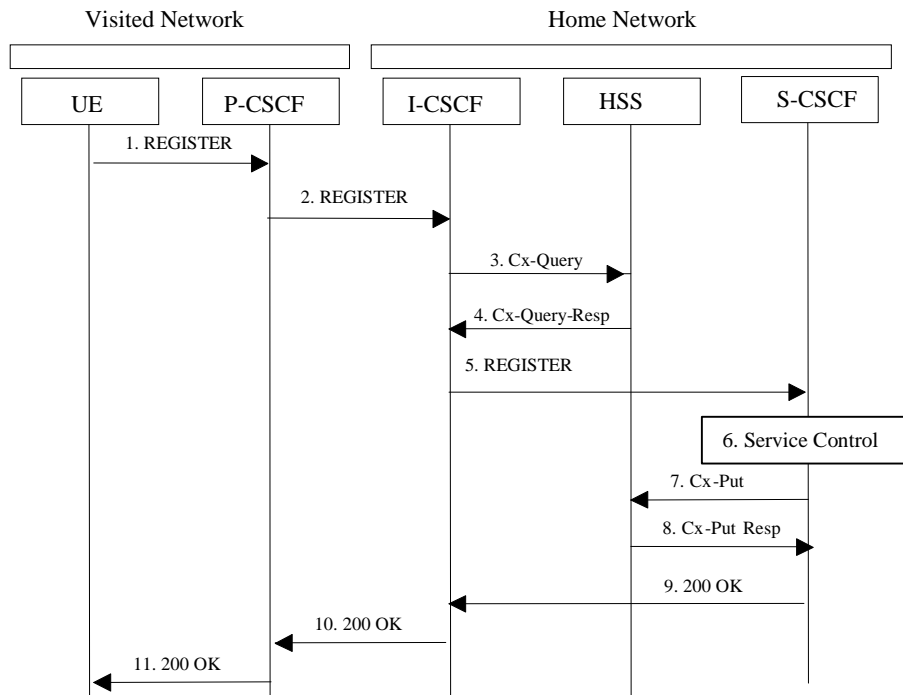 Visited Network
Home Network
UE
P-CSCF
I-CSCF
HSS
S-CSCF
1. REGISTER
2. REGISTER
3. Cx-Query
4. Cx-Query-Resp
5. REGISTER
6. Service Control
7. Cx-Put
8. Cx-Put Resp
9. 200 OK
10. 200 OK
11. 200 OK